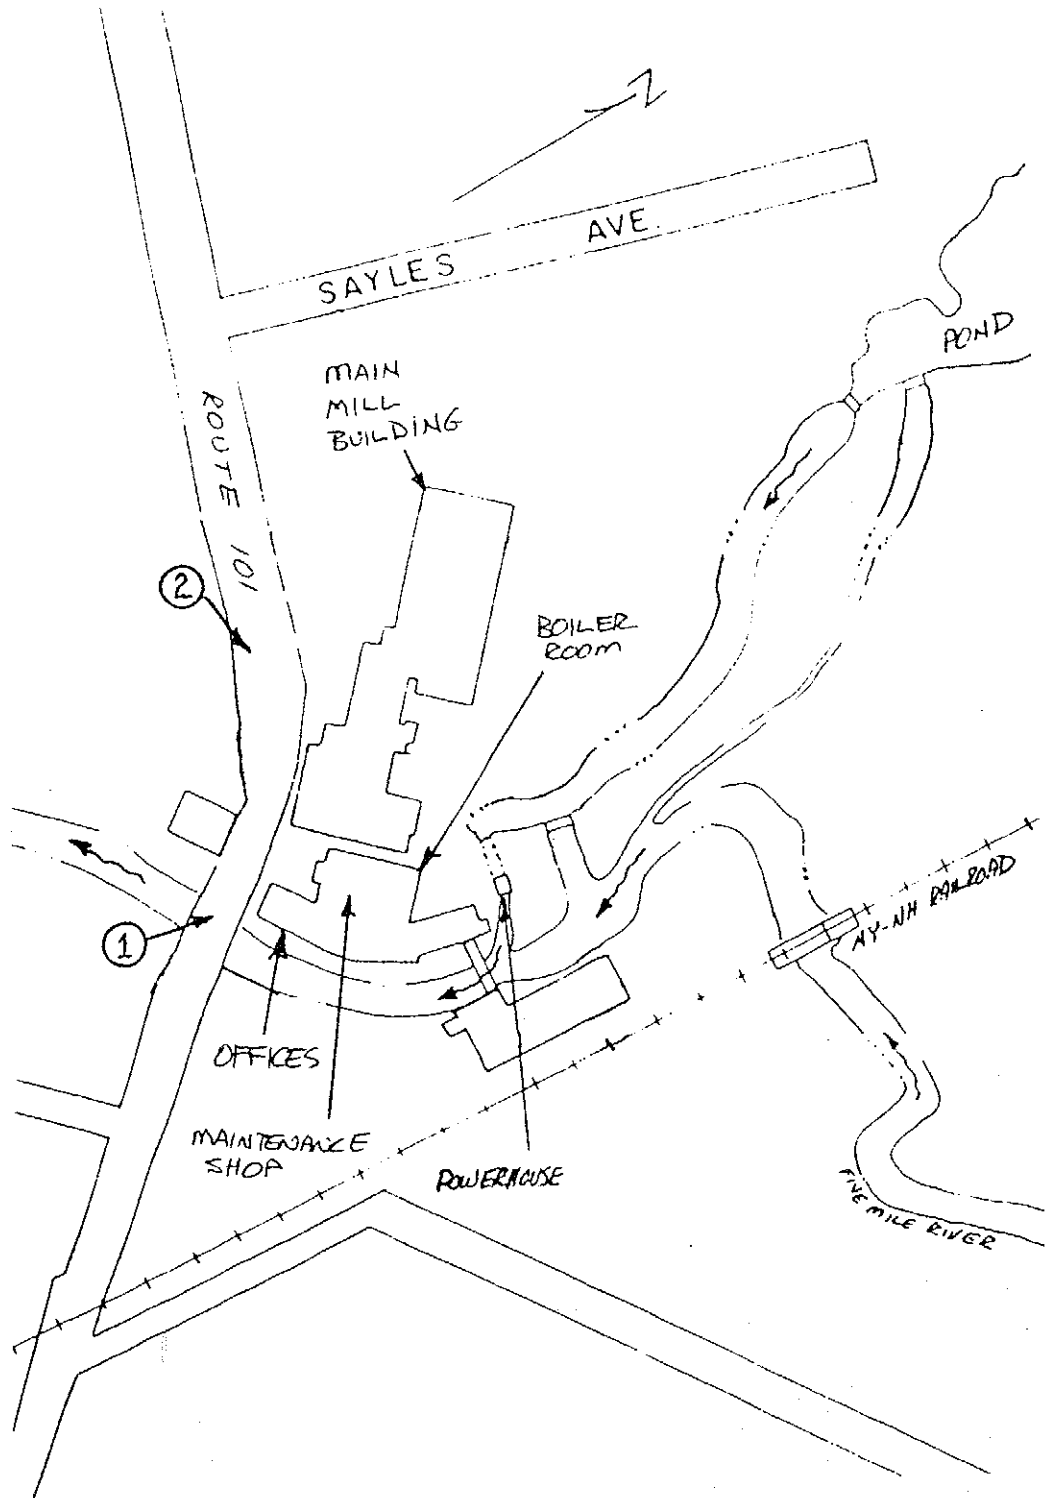 N
SAYLES AVE.
POND
MAIN
MILL
BUILDING
ROUTE 101
2
BOILER
ROOM
NY-NH RAILROAD
1
OFFICES
MAINTENANCE
SHOP
POWERHOUSE
FIVE MILE RIVER